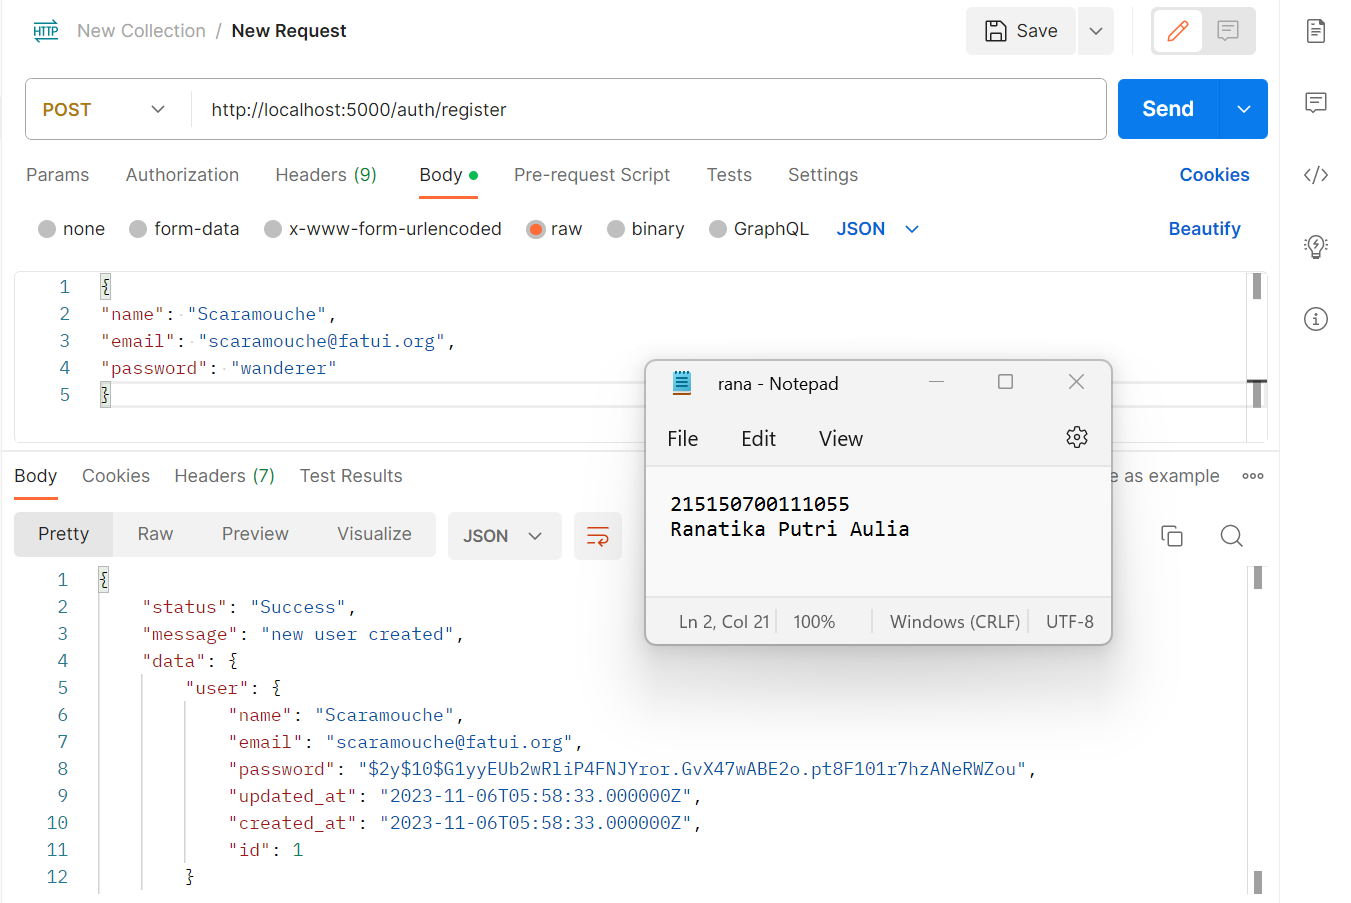 HTTP New Collection / New Request
Save
POST
http://localhost:5000/auth/register
Send
Params Authorization Headers (9) Body Pre-request Script Tests Settings Cookies
none form-data x-www-form-urlencoded raw binary GraphQL JSON Beautify
1 {
2 "name": "Scaramouche",
3 "email": "scaramouche@fatui.org",
4 "password": "wanderer"
5 }
rana - Notepad
File Edit View
215150700111055
Ranatika Putri Aulia
Ln 2, Col 21 100% Windows (CRLF) UTF-8
Body Cookies Headers (7) Test Results
e as example
Pretty Raw Preview Visualize JSON
1 {
2 "status": "Success",
3 "message": "new user created",
4 "data": {
5 "user": {
6 "name": "Scaramouche",
7 "email": "scaramouche@fatui.org",
8 "password": "$2y$10$G1yyEUb2wRliP4FNJYror.GvX47wABE2o.pt8F101r7hzANeRWZou",
9 "updated_at": "2023-11-06T05:58:33.000000Z",
10 "created_at": "2023-11-06T05:58:33.000000Z",
11 "id": 1
12 }